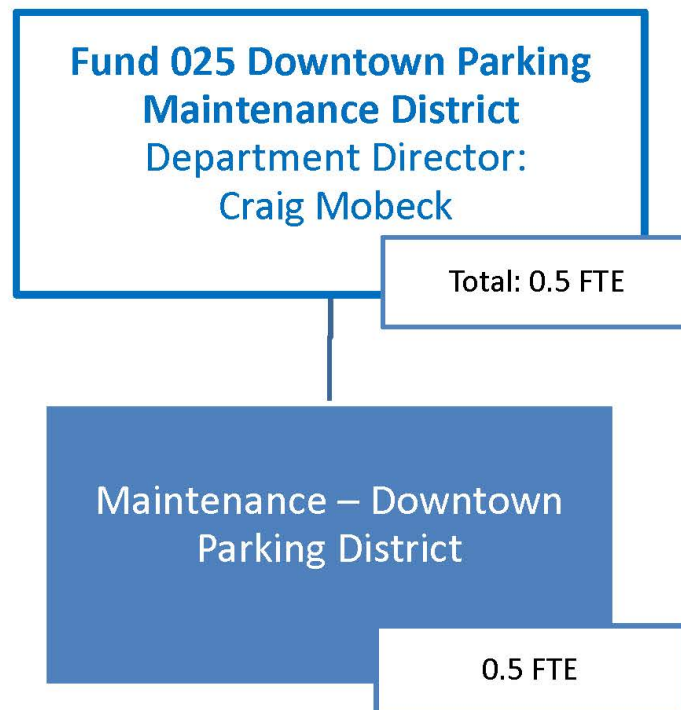 Fund 025 Downtown Parking
Maintenance District
Department Director:
Craig Mobeck
Total: 0.5 FTE
Maintenance – Downtown
Parking District
0.5 FTE